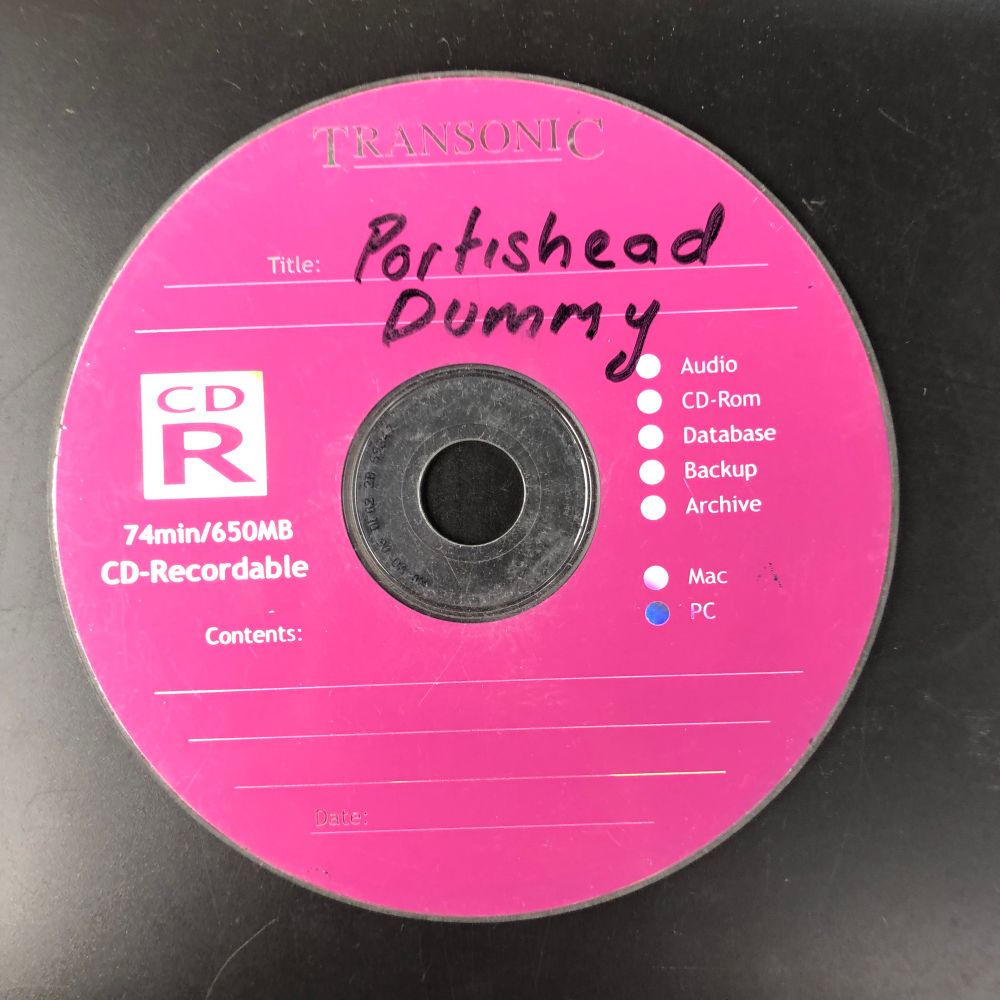 TRANSONIC
Title: Portishead
Dummy
CD
R
74min/650MB
CD-Recordable
Audio
CD-Rom
Database
Backup
Archive
Mac
PC
Contents:
Date: